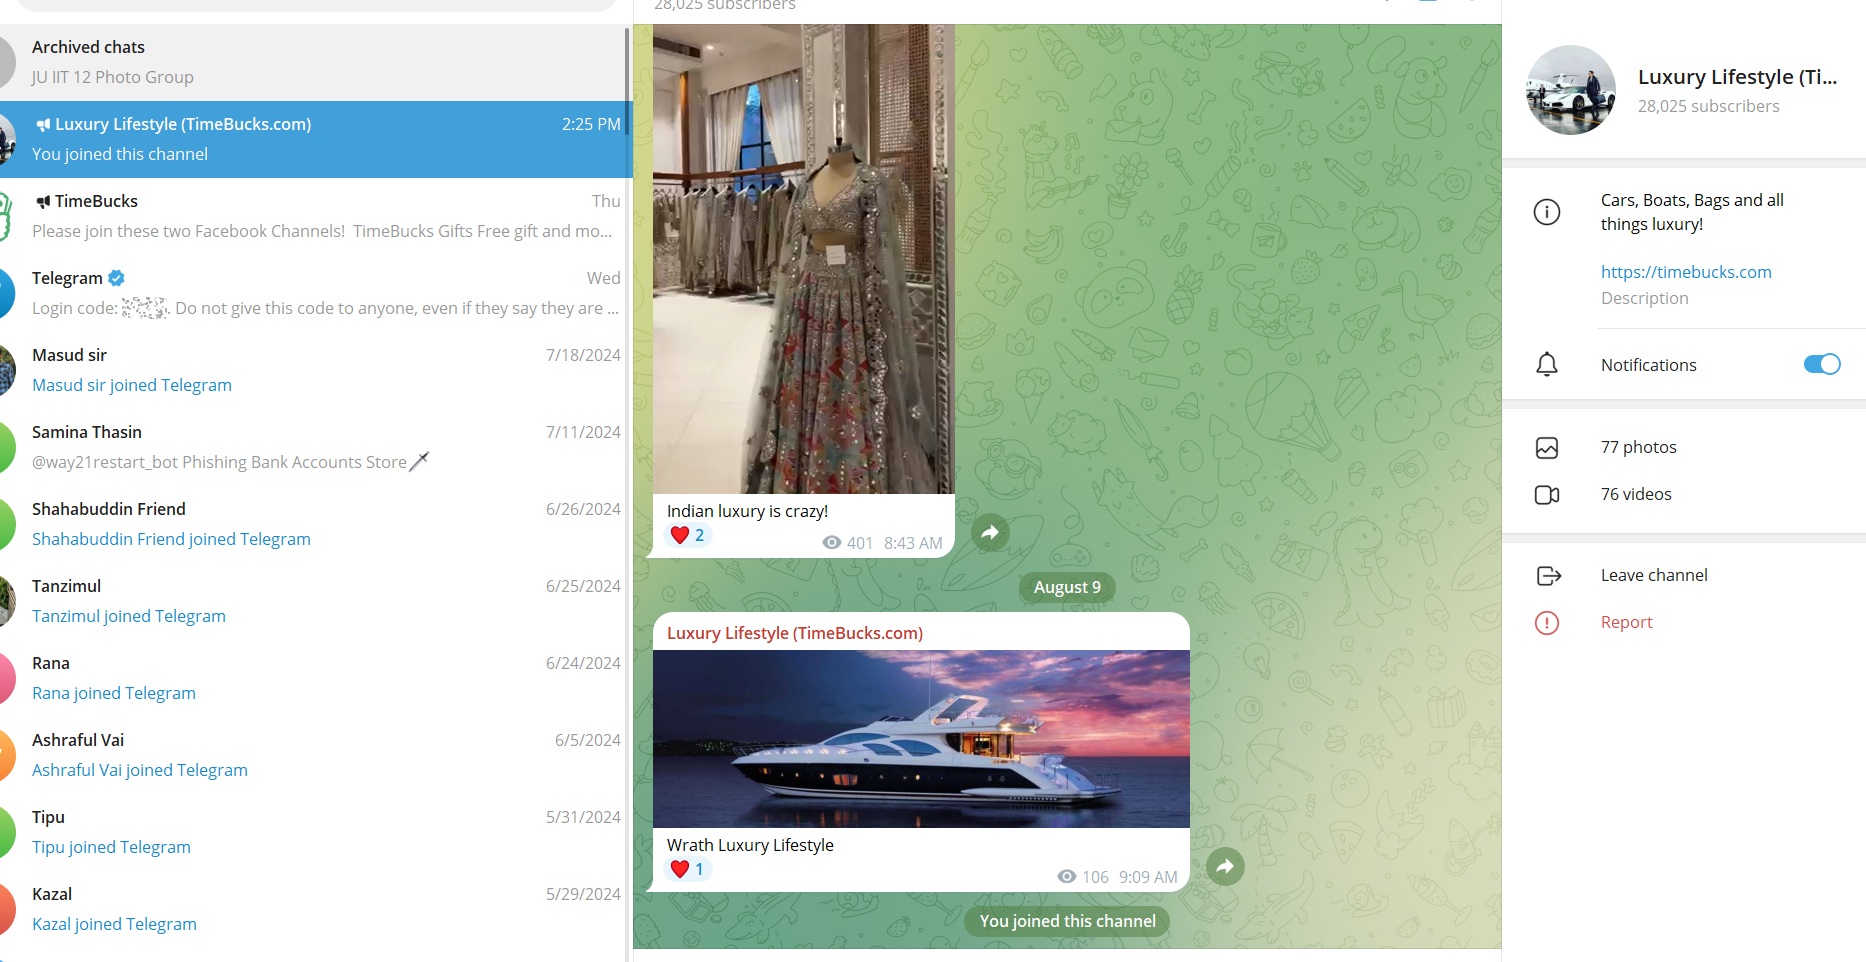 Archived chats
JU IIT 12 Photo Group
Luxury Lifestyle (TimeBucks.com) 2:25 PM
You joined this channel
TimeBucks Thu
Please join these two Facebook Channels! TimeBucks Gifts Free gift and mo...
Telegram Wed
Login code: . Do not give this code to anyone, even if they say they are ...
Masud sir 7/18/2024
Masud sir joined Telegram
Samina Thasin 7/11/2024
@way21restart_bot Phishing Bank Accounts Store
Shahabuddin Friend 6/26/2024
Shahabuddin Friend joined Telegram
Tanzimul 6/25/2024
Tanzimul joined Telegram
Rana 6/24/2024
Rana joined Telegram
Ashraful Vai 6/5/2024
Ashraful Vai joined Telegram
Tipu 5/31/2024
Tipu joined Telegram
Kazal 5/29/2024
Kazal joined Telegram
28,025 subscribers
Indian luxury is crazy!
2 401 8:43 AM
August 9
Luxury Lifestyle (TimeBucks.com)
Wrath Luxury Lifestyle
1 106 9:09 AM
You joined this channel
Luxury Lifestyle (Ti...
28,025 subscribers
Cars, Boats, Bags and all
things luxury!
https://timebucks.com
Description
Notifications
77 photos
76 videos
Leave channel
Report